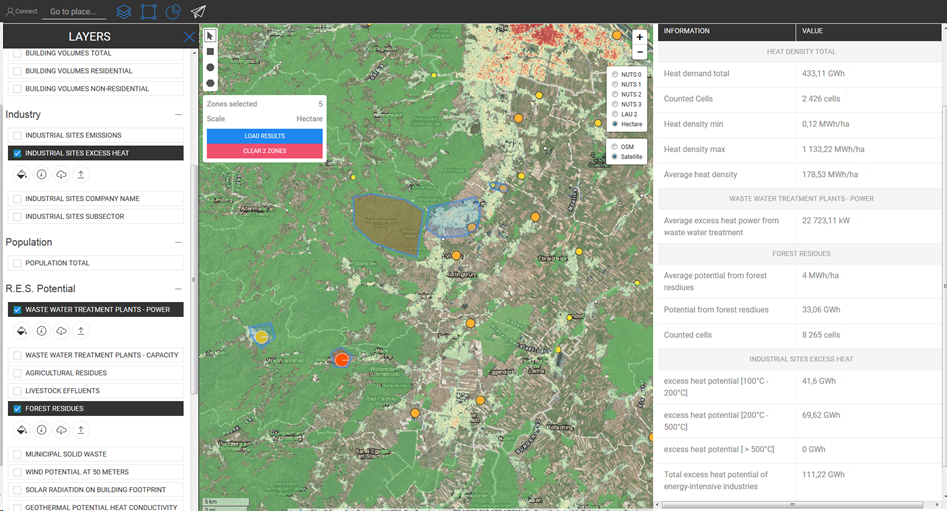 Connect
Go to place...
LAYERS
BUILDING VOLUMES TOTAL
BUILDING VOLUMES RESIDENTIAL
BUILDING VOLUMES NON-RESIDENTIAL
Industry
INDUSTRIAL SITES EMISSIONS
INDUSTRIAL SITES EXCESS HEAT
INDUSTRIAL SITES COMPANY NAME
INDUSTRIAL SITES SUBSECTOR
Population
POPULATION TOTAL
R.E.S. Potential
WASTE WATER TREATMENT PLANTS - POWER
WASTE WATER TREATMENT PLANTS - CAPACITY
AGRICULTURAL RESIDUES
LIVESTOCK EFFLUENTS
FOREST RESIDUES
MUNICIPAL SOLID WASTE
WIND POTENTIAL AT 50 METERS
SOLAR RADIATION ON BUILDING FOOTPRINT
GEOTHERMAL POTENTIAL HEAT CONDUCTIVITY
Zones selected 5
Scale Hectare
LOAD RESULTS
CLEAR 2 ZONES
+
−
NUTS 0
NUTS 1
NUTS 2
NUTS 3
LAU 2
Hectare
OSM
Satellite
5 km
INFORMATION VALUE
HEAT DENSITY TOTAL
Heat demand total 433,11 GWh
Counted Cells 2 426 cells
Heat density min 0,12 MWh/ha
Heat density max 1 133,22 MWh/ha
Average heat density 178,53 MWh/ha
WASTE WATER TREATMENT PLANTS - POWER
Average excess heat power from 22 723,11 kW
waste water treatment
FOREST RESIDUES
Average potential from forest 4 MWh/ha
resdiues
Potential from forest resdiues 33,06 GWh
Counted cells 8 265 cells
INDUSTRIAL SITES EXCESS HEAT
excess heat potential [100°C - 41,6 GWh
200°C]
excess heat potential [200°C - 69,62 GWh
500°C]
excess heat potential [ > 500°C] 0 GWh
Total excess heat potential of 111,22 GWh
energy-intensive industries